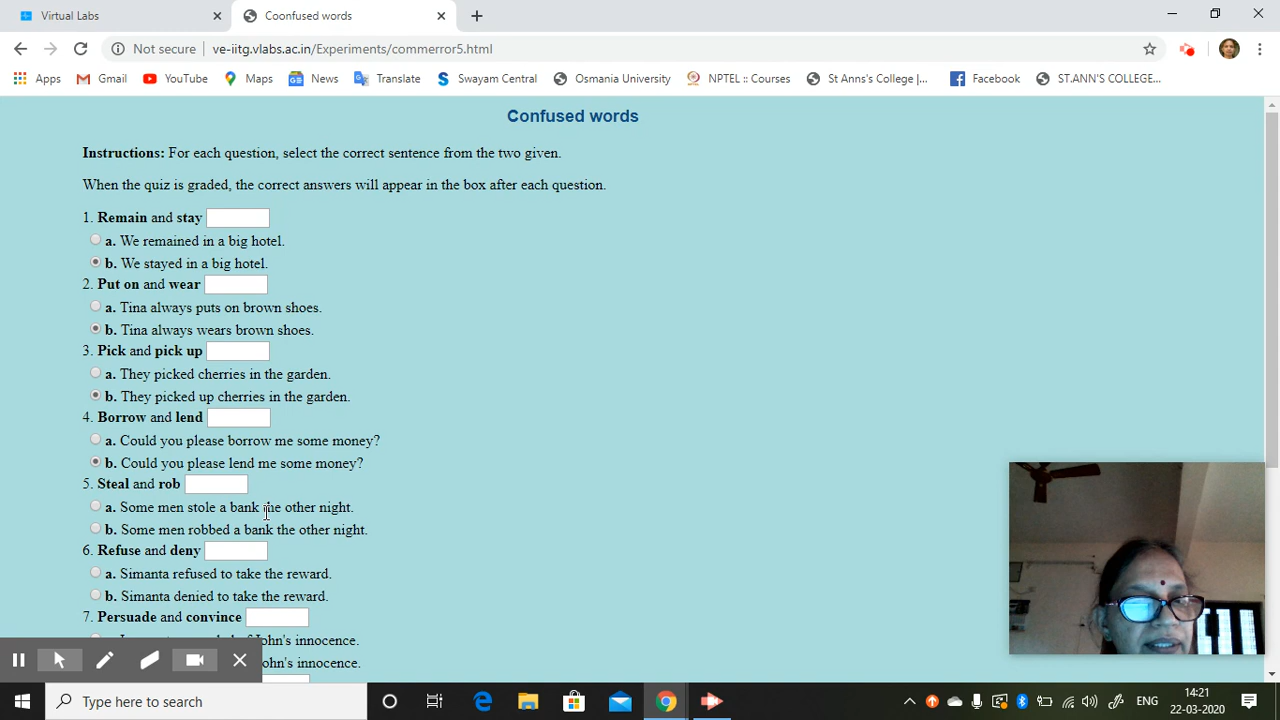 Virtual Labs
Coonfused words
Not secure ve-iitg.vlabs.ac.in/Experiments/commerror5.html
Apps Gmail YouTube Maps News Translate Swayam Central Osmania University NPTEL :: Courses St Anns's College |... Facebook ST.ANN'S COLLEGE...
Confused words
Instructions: For each question, select the correct sentence from the two given.
When the quiz is graded, the correct answers will appear in the box after each question.
1. Remain and stay
a. We remained in a big hotel.
b. We stayed in a big hotel.
2. Put on and wear
a. Tina always puts on brown shoes.
b. Tina always wears brown shoes.
3. Pick and pick up
a. They picked cherries in the garden.
b. They picked up cherries in the garden.
4. Borrow and lend
a. Could you please borrow me some money?
b. Could you please lend me some money?
5. Steal and rob
a. Some men stole a bank the other night.
b. Some men robbed a bank the other night.
6. Refuse and deny
a. Simanta refused to take the reward.
b. Simanta denied to take the reward.
7. Persuade and convince
John's innocence.
ohn's innocence.
Type here to search
ENG
14:21
22-03-2020